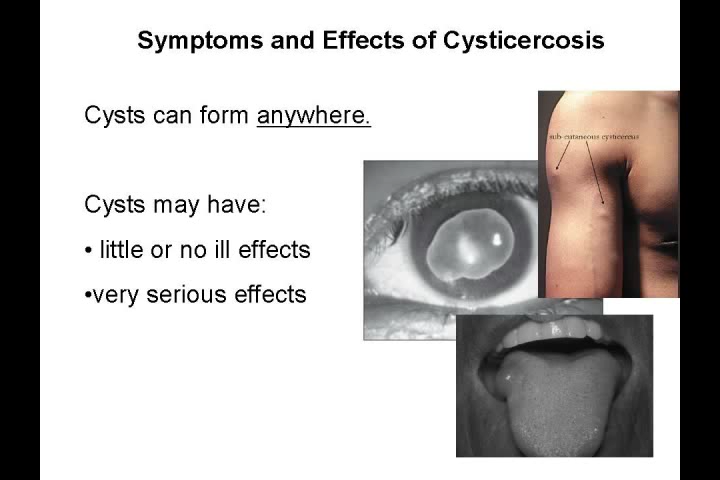 Symptoms and Effects of Cysticercosis
Cysts can form anywhere.
sub-cutaneous cysticercus
Cysts may have:
• little or no ill effects
•very serious effects